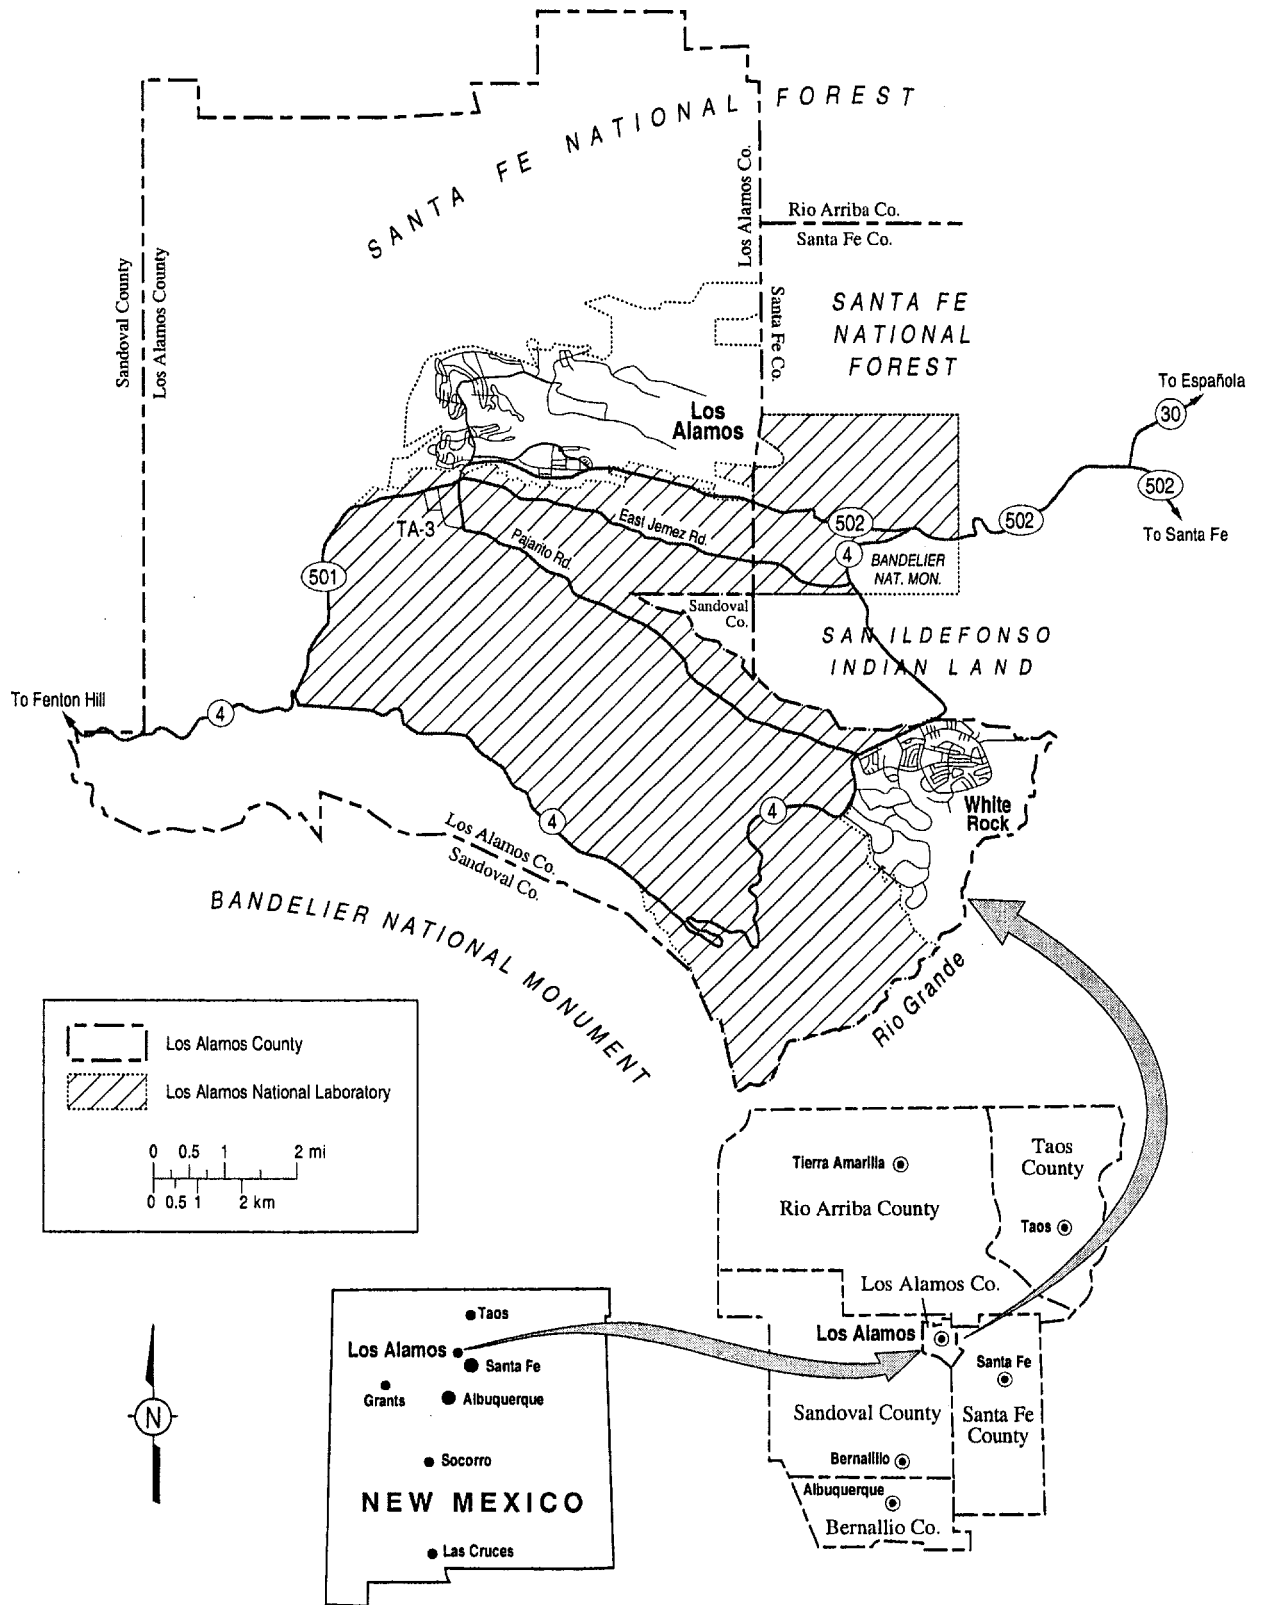 SANTA FE NATIONAL FOREST
Los Alamos Co.
Santa Fe Co.
Rio Arriba Co.
Santa Fe Co.
Sandoval County
Los Alamos County
SANTA FE
NATIONAL
FOREST
To Española
30
Los
Alamos
502
To Santa Fe
502
502
East Jemez Rd.
TA-3
Pajarito Rd.
4
BANDELIER
NAT. MON.
501
Sandoval
Co.
SAN ILDEFONSO
INDIAN LAND
To Fenton Hill
4
White
Rock
4
4
Los Alamos Co.
Sandoval Co.
BANDELIER NATIONAL MONUMENT
Rio Grande
Los Alamos County
Los Alamos National Laboratory
0 0.5 1 2 mi
0 0.5 1 2 km
Tierra Amarilla
Rio Arriba County
Taos
County
Taos
Los Alamos Co.
Los Alamos
Santa Fe
Sandoval County
Santa Fe
County
Bernalillo
Albuquerque
Bernallio Co.
Taos
Los Alamos
Santa Fe
Grants
Albuquerque
Socorro
NEW MEXICO
Las Cruces
N